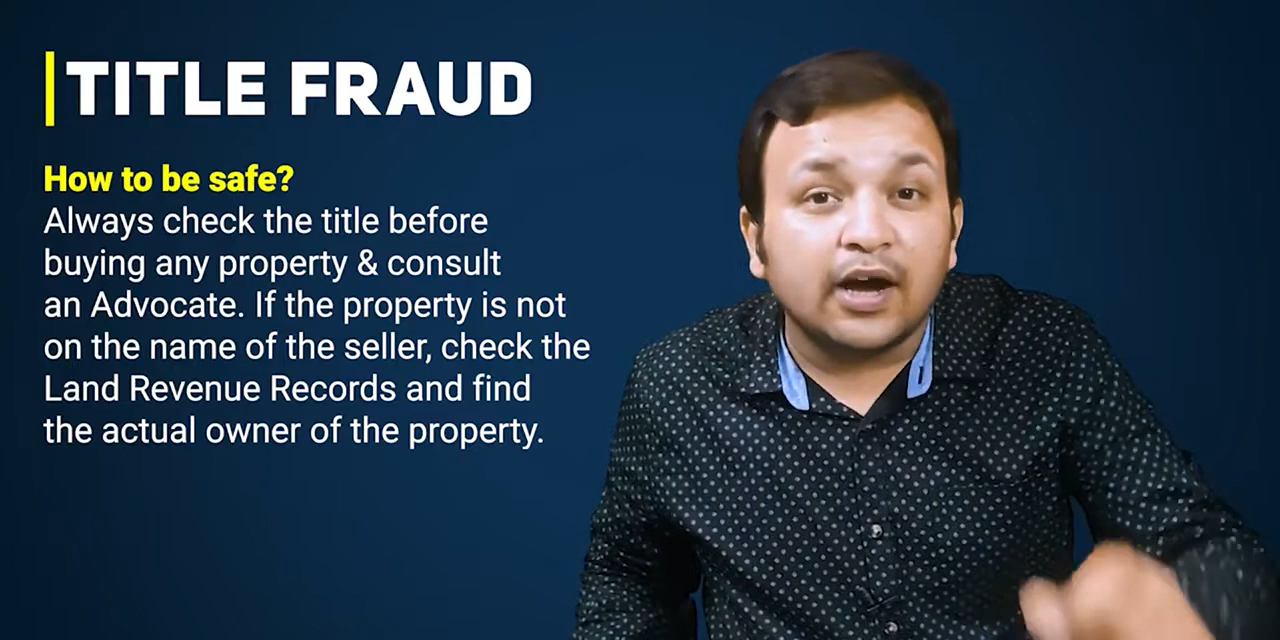 TITLE FRAUD
How to be safe?
Always check the title before
buying any property & consult
an Advocate. If the property is not
on the name of the seller, check the
Land Revenue Records and find
the actual owner of the property.